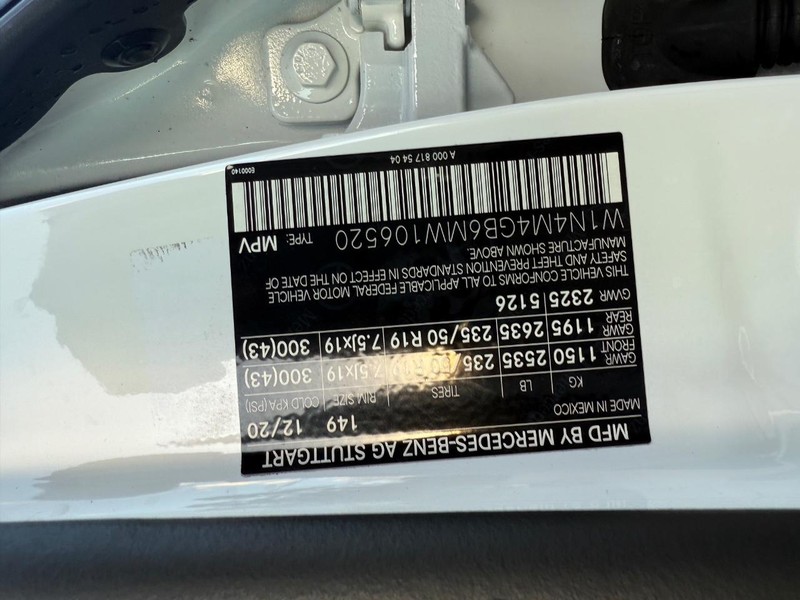 MFD BY MERCEDES-BENZ AG STUTTGART
MADE IN MEXICO 149 12/20
KG LB TIRES RIM SIZE COLD KPA(PSI)
GAWR FRONT 1150 2535 235/50 R19 7.5Jx19 300(43)
GAWR REAR 1195 2635 235/50 R19 7.5Jx19 300(43)
GVWR 2325 5126
THIS VEHICLE CONFORMS TO ALL APPLICABLE FEDERAL MOTOR VEHICLE
SAFETY AND THEFT PREVENTION STANDARDS IN EFFECT ON THE DATE OF
MANUFACTURE SHOWN ABOVE.
W1N4M4GB6MW106520 TYPE: MPV
A 000 817 54 04 E000140